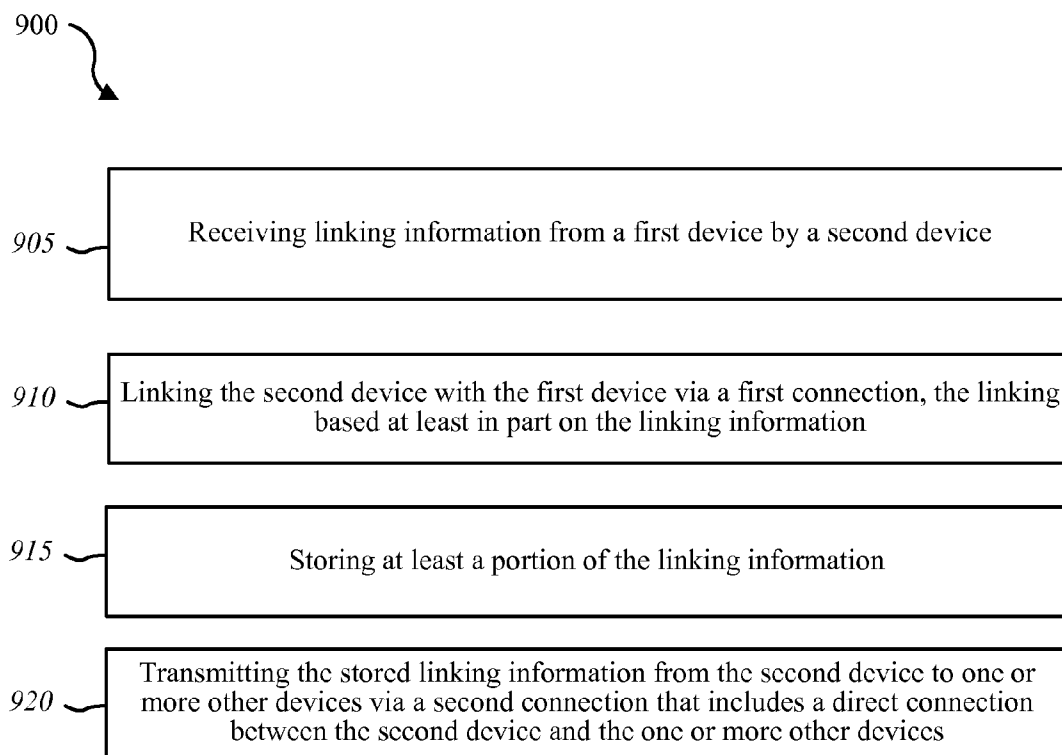 900
905
Receiving linking information from a first device by a second device
910
Linking the second device with the first device via a first connection, the linking
based at least in part on the linking information
915
Storing at least a portion of the linking information
920
Transmitting the stored linking information from the second device to one or
more other devices via a second connection that includes a direct connection
between the second device and the one or more other devices